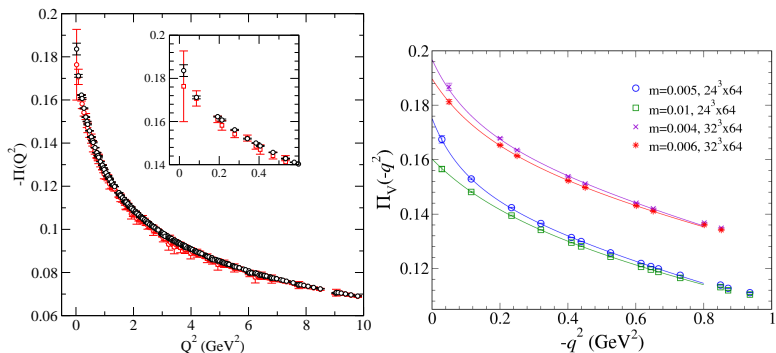 0.2
0.18
0.16
0.14
0.12
0.1
0.08
0.06
-Π(Q²)
0 2 4 6 8 10
Q² (GeV²)
0.2
0.18
0.16
0.14
0 0.2 0.4
0.2
0.18
0.16
0.14
0.12
Π_V(-q²)
0 0.2 0.4 0.6 0.8 1
-q² (GeV²)
m=0.005, 24³x64
m=0.01, 24³x64
m=0.004, 32³x64
m=0.006, 32³x64